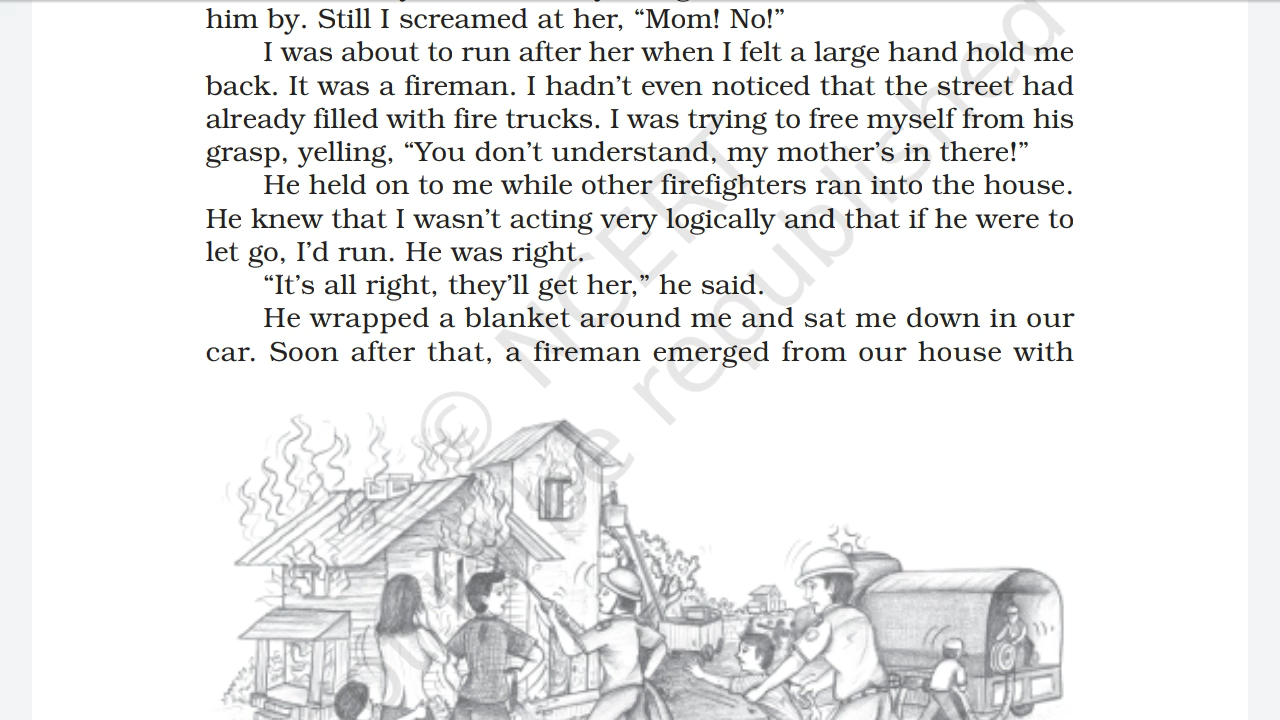 him by. Still I screamed at her, “Mom! No!”
I was about to run after her when I felt a large hand hold me
back. It was a fireman. I hadn’t even noticed that the street had
already filled with fire trucks. I was trying to free myself from his
grasp, yelling, “You don’t understand, my mother’s in there!”
He held on to me while other firefighters ran into the house.
He knew that I wasn’t acting very logically and that if he were to
let go, I’d run. He was right.
“It’s all right, they’ll get her,” he said.
He wrapped a blanket around me and sat me down in our
car. Soon after that, a fireman emerged from our house with
© NCERT
be republished